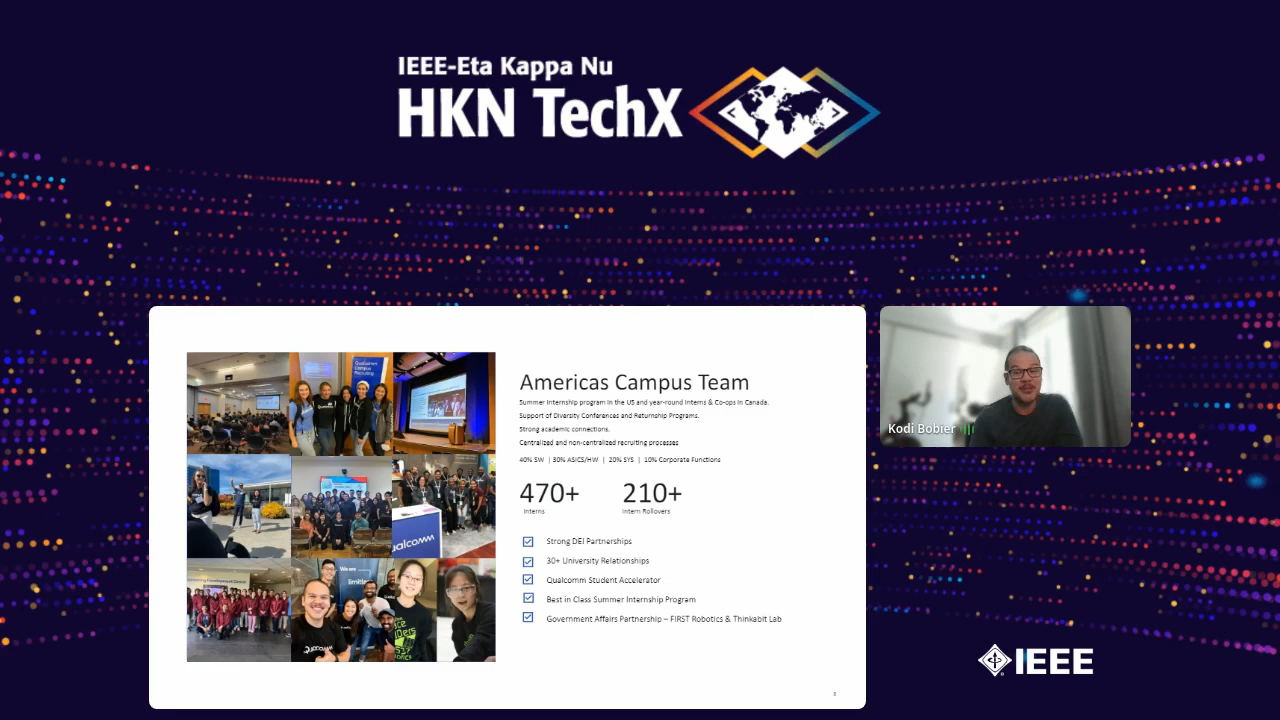 IEEE-Eta Kappa Nu
HKN TechX
Qualcomm
Campus
Recruiting
Americas Campus Team
Summer Internship program in the US and year-round Interns & Co-ops in Canada.
Support of Diversity Conferences and Returnship Programs.
Strong academic connections.
Centralized and non-centralized recruiting processes
40% SW | 30% ASICS/HW | 20% SYS | 10% Corporate Functions
470+ 210+
Interns Intern Rollovers
Strong DEI Partnerships
30+ University Relationships
Qualcomm Student Accelerator
Best in Class Summer Internship Program
Government Affairs Partnership – FIRST Robotics & Thinkabit Lab
Kodi Bobier
IEEE